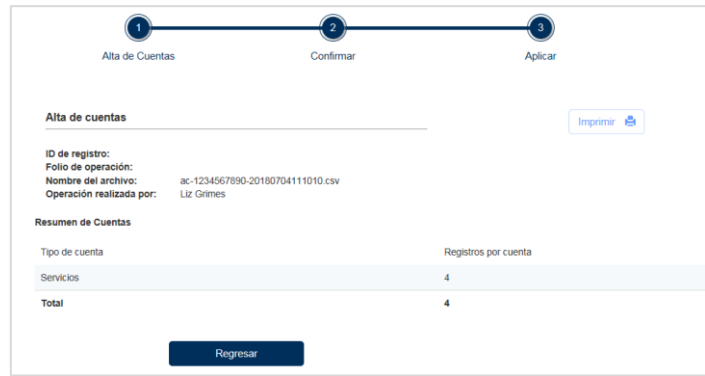 1 2 3
Alta de Cuentas Confirmar Aplicar
Alta de cuentas
Imprimir
ID de registro:
Folio de operación:
Nombre del archivo: ac-1234567890-20180704111010.csv
Operación realizada por: Liz Grimes
Resumen de Cuentas
Tipo de cuenta Registros por cuenta
Servicios 4
Total 4
Regresar